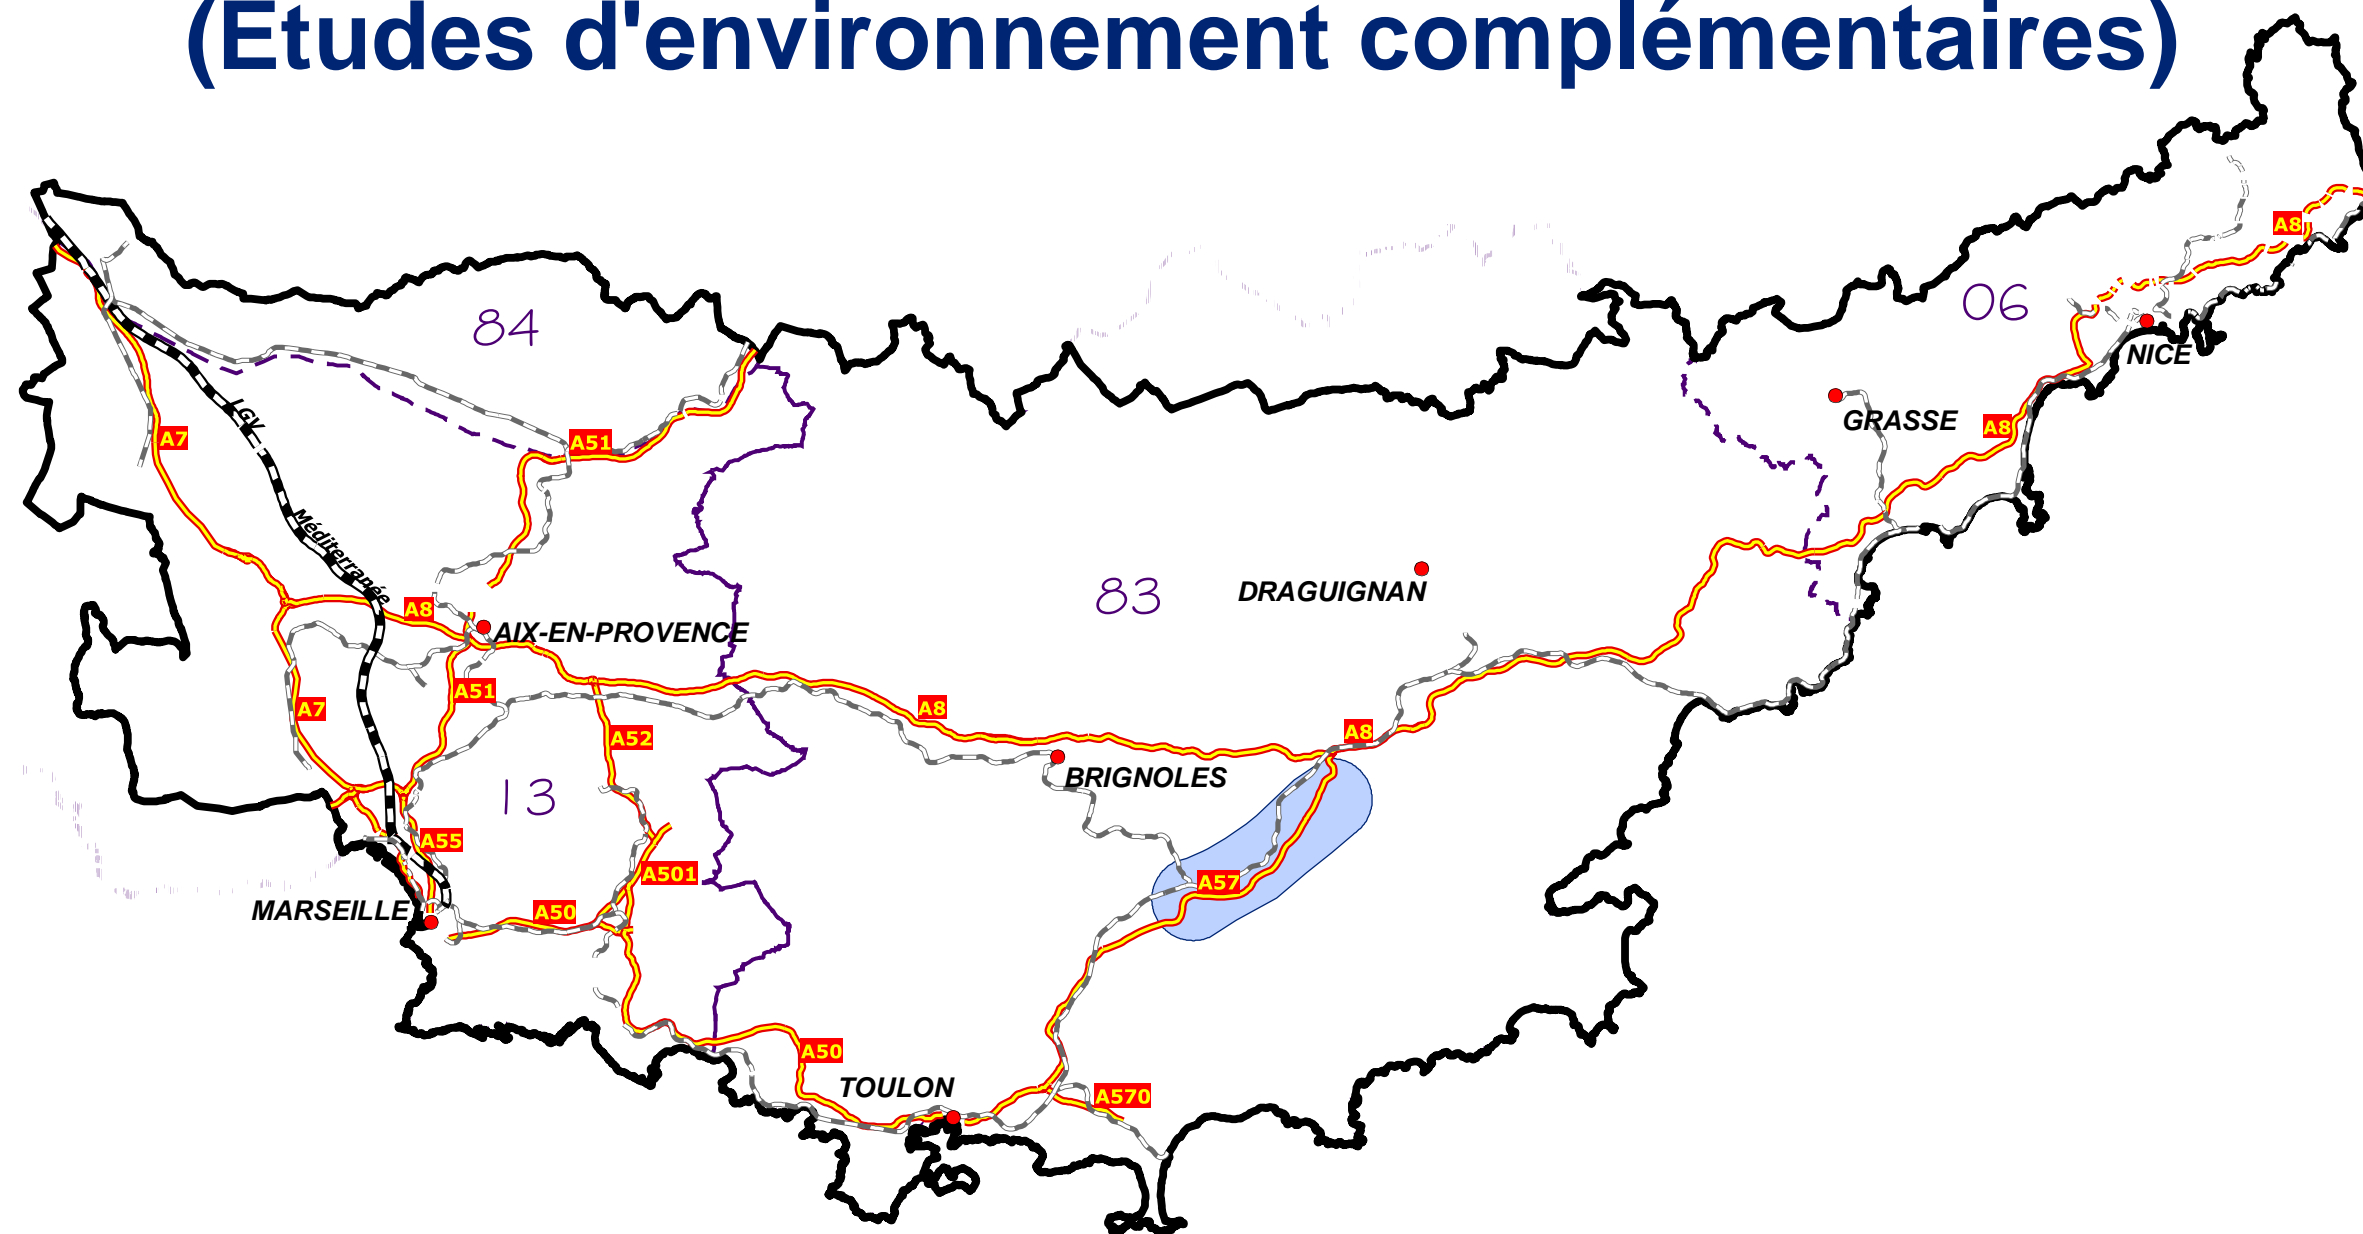 (Etudes d'environnement complémentaires)
A8
06
84
NICE
LGV
GRASSE
A7
A51
A8
Méditerranée
83
DRAGUIGNAN
A8
AIX-EN-PROVENCE
A51
A7
A8
A52
A8
BRIGNOLES
13
A55
A501
A57
MARSEILLE
A50
A50
TOULON
A570